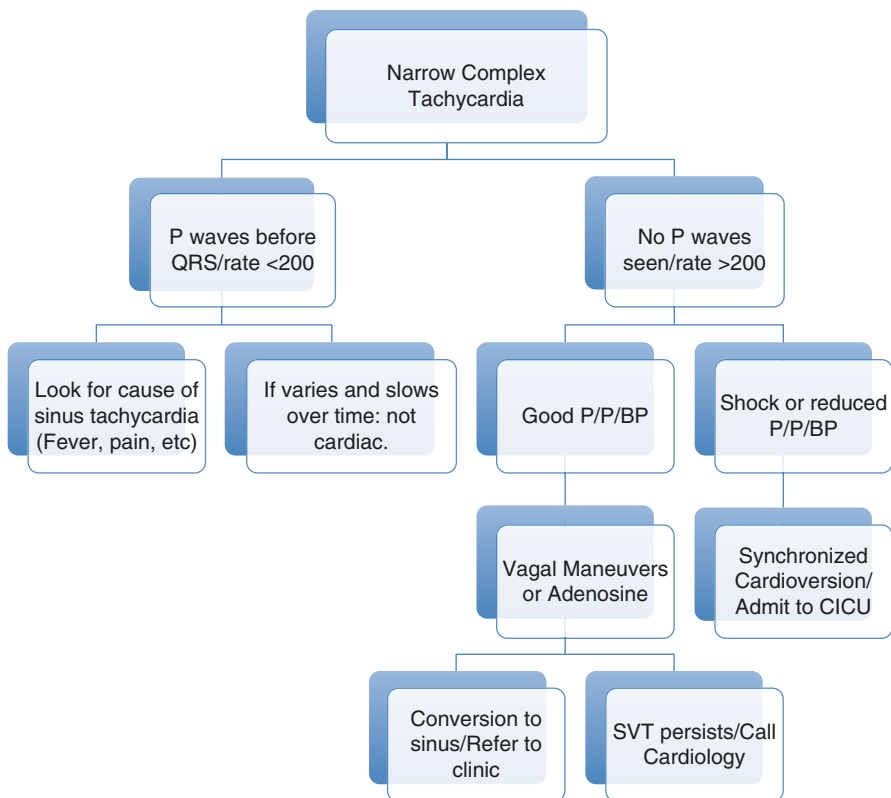 Narrow Complex
Tachycardia
P waves before
QRS/rate <200
No P waves
seen/rate >200
Look for cause of
sinus tachycardia
(Fever, pain, etc)
If varies and slows
over time: not
cardiac.
Good P/P/BP
Shock or reduced
P/P/BP
Vagal Maneuvers
or Adenosine
Synchronized
Cardioversion/
Admit to CICU
Conversion to
sinus/Refer to
clinic
SVT persists/Call
Cardiology